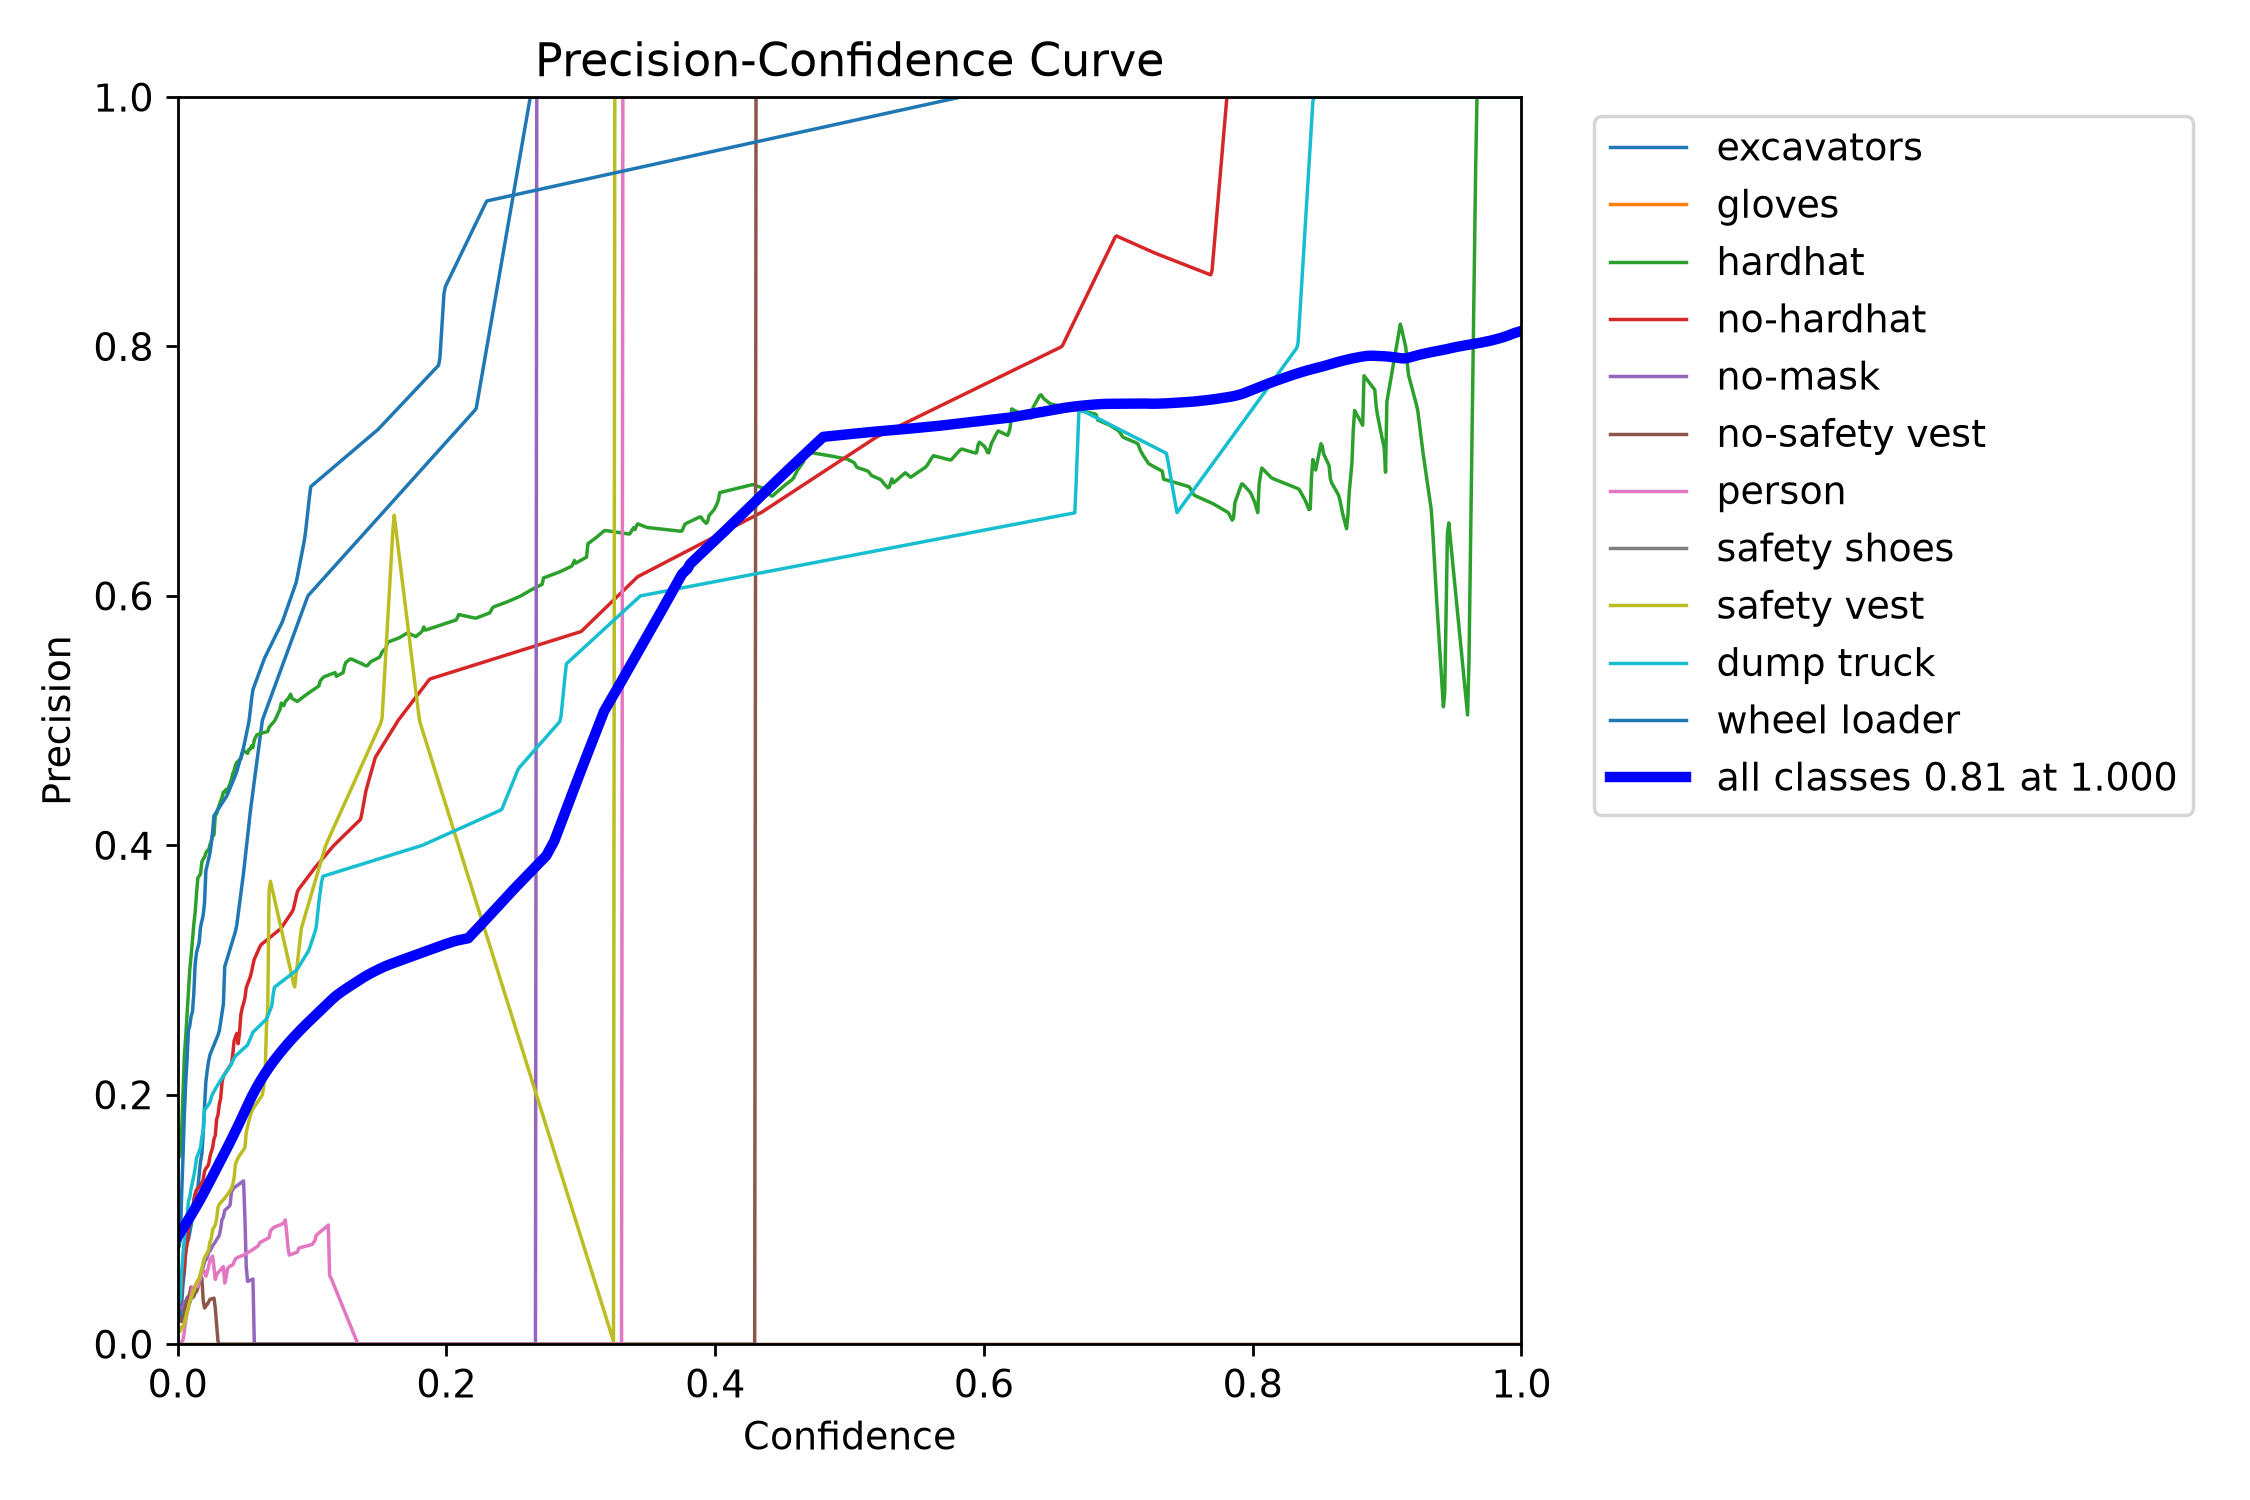 Precision-Confidence Curve
1.0
0.8
0.6
0.4
0.2
0.0
Precision
0.0 0.2 0.4 0.6 0.8 1.0
Confidence
excavators
gloves
hardhat
no-hardhat
no-mask
no-safety vest
person
safety shoes
safety vest
dump truck
wheel loader
all classes 0.81 at 1.000